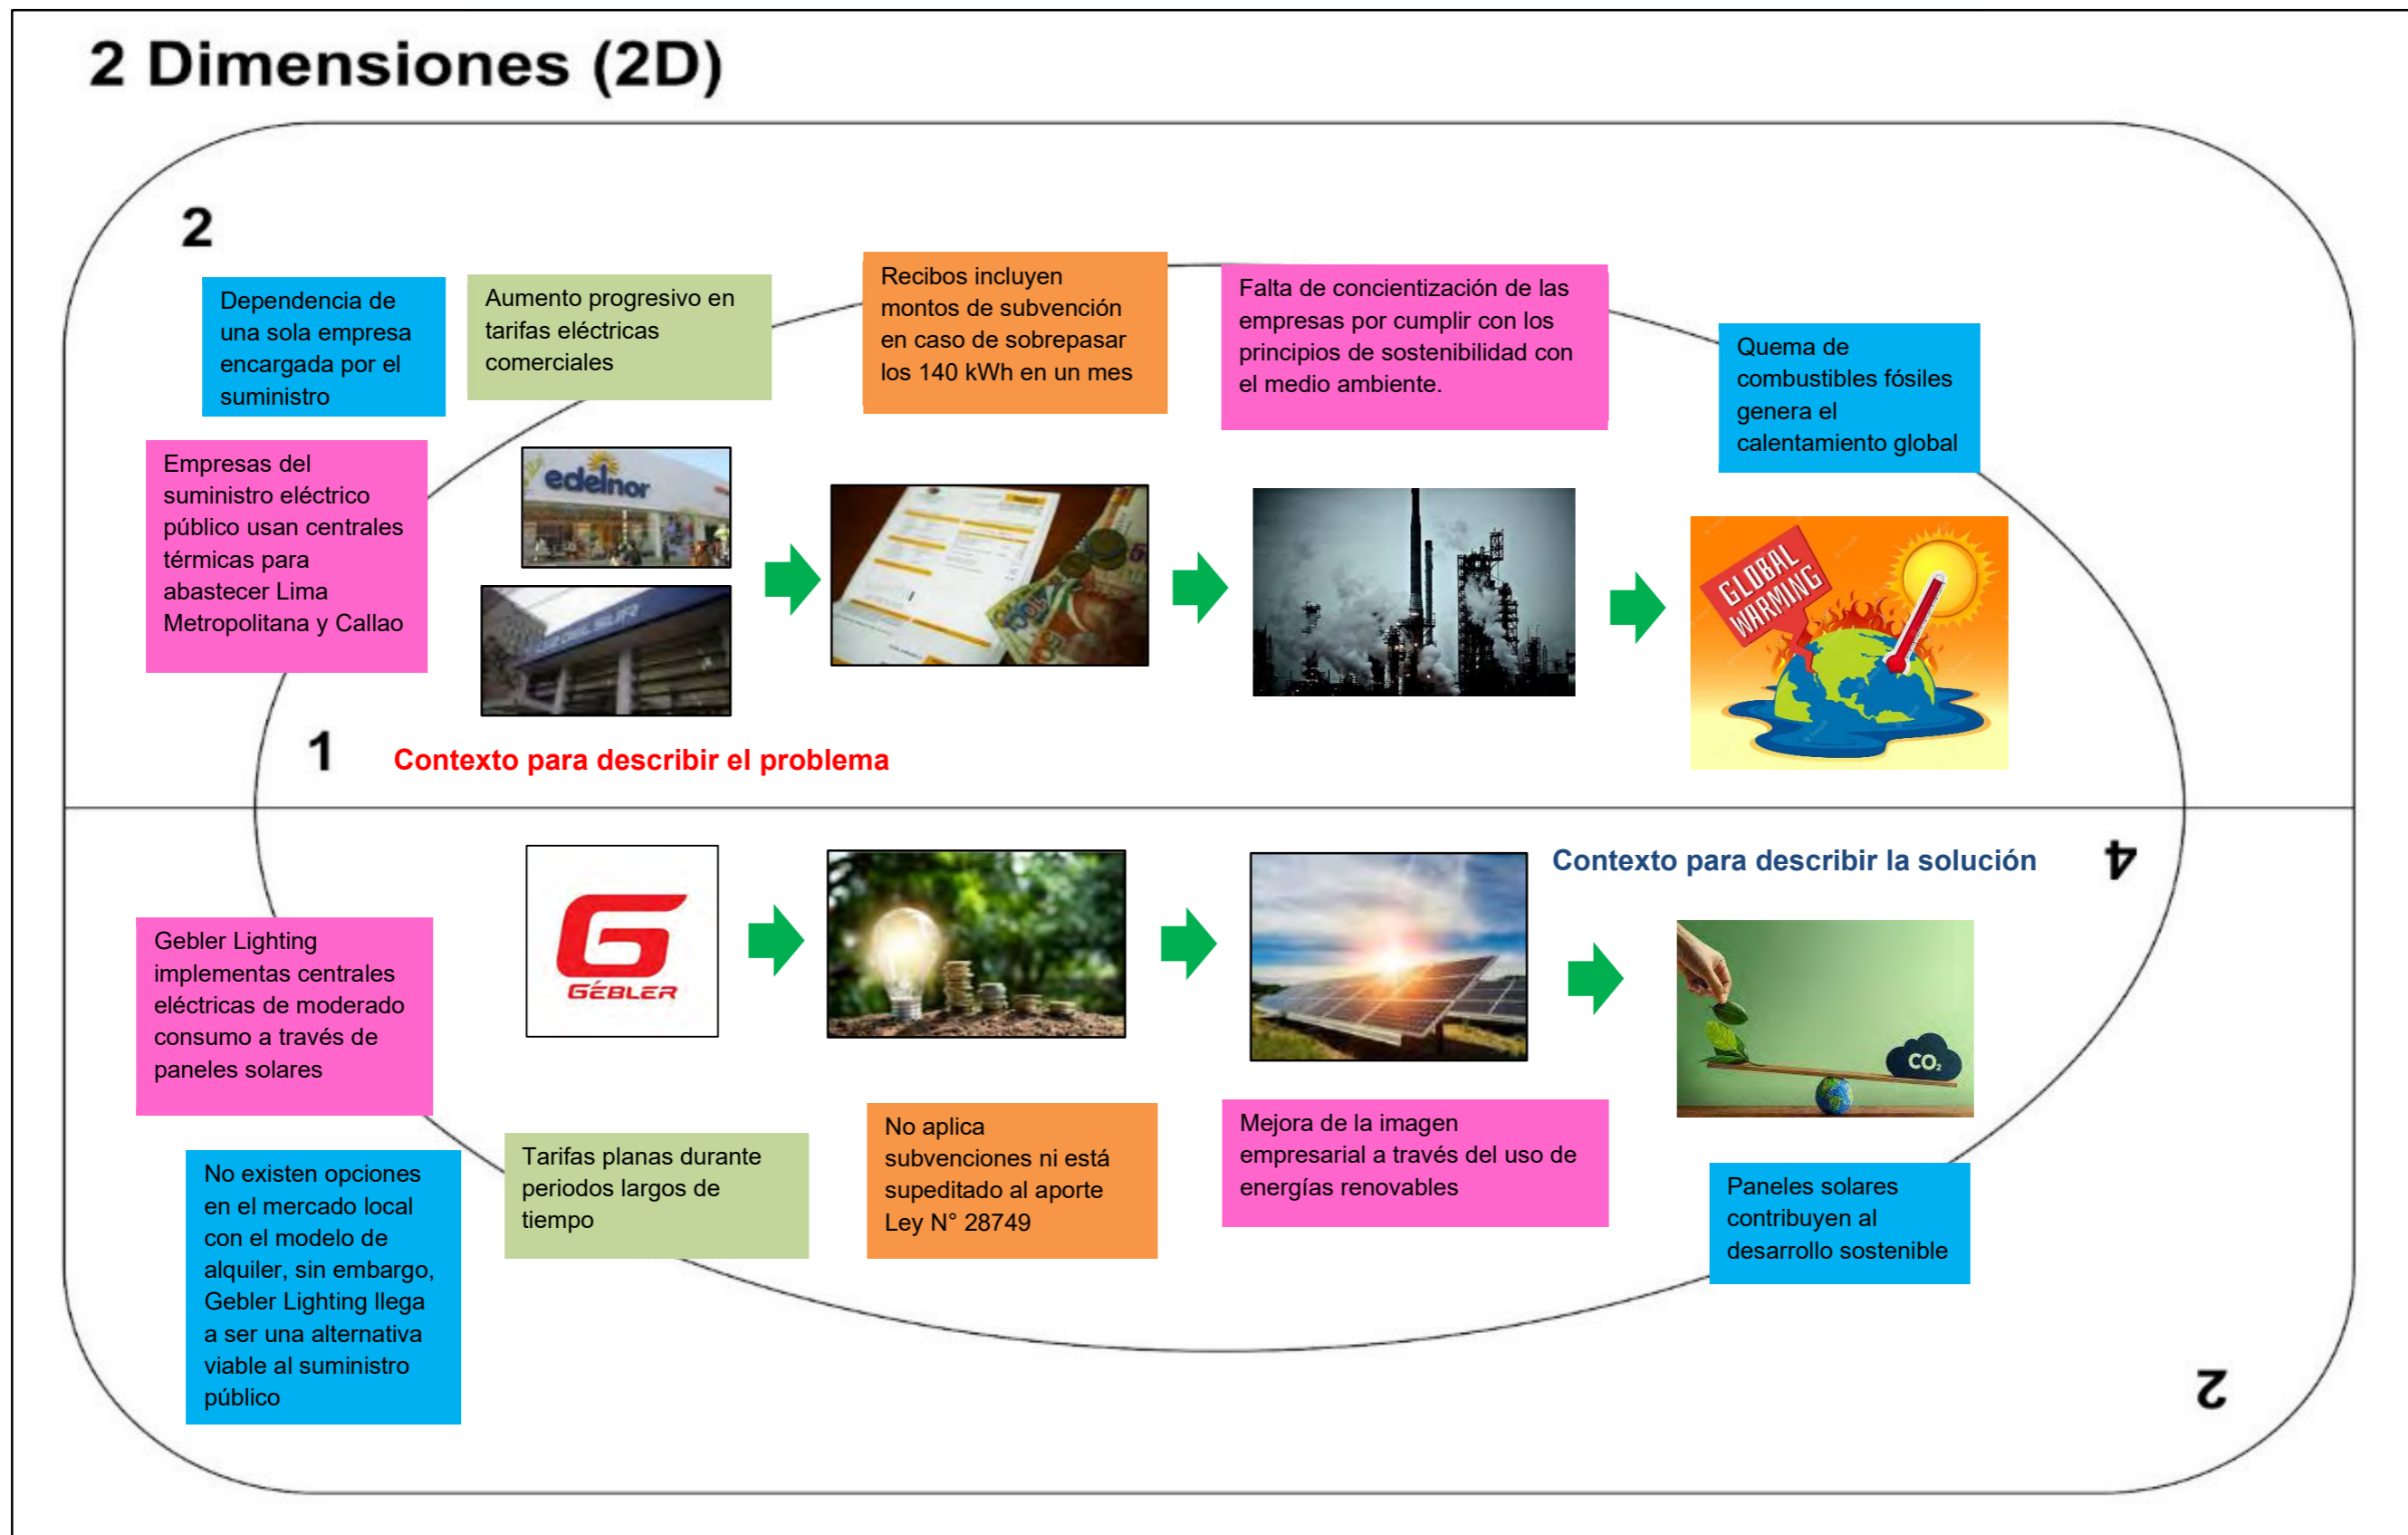 2 Dimensiones (2D)
2
Dependencia de
una sola empresa
encargada por el
suministro
Aumento progresivo en
tarifas eléctricas
comerciales
Recibos incluyen
montos de subvención
en caso de sobrepasar
los 140 kWh en un mes
Falta de concientización de las
empresas por cumplir con los
principios de sostenibilidad con
el medio ambiente.
Quema de
combustibles fósiles
genera el
calentamiento global
Empresas del
suministro eléctrico
público usan centrales
térmicas para
abastecer Lima
Metropolitana y Callao
edelnor
GLOBAL
WARMING
1
Contexto para describir el problema
Contexto para describir la solución
4
GÉBLER
CO₂
Gebler Lighting
implementas centrales
eléctricas de moderado
consumo a través de
paneles solares
No existen opciones
en el mercado local
con el modelo de
alquiler, sin embargo,
Gebler Lighting llega
a ser una alternativa
viable al suministro
público
Tarifas planas durante
periodos largos de
tiempo
No aplica
subvenciones ni está
supeditado al aporte
Ley N° 28749
Mejora de la imagen
empresarial a través del uso de
energías renovables
Paneles solares
contribuyen al
desarrollo sostenible
2